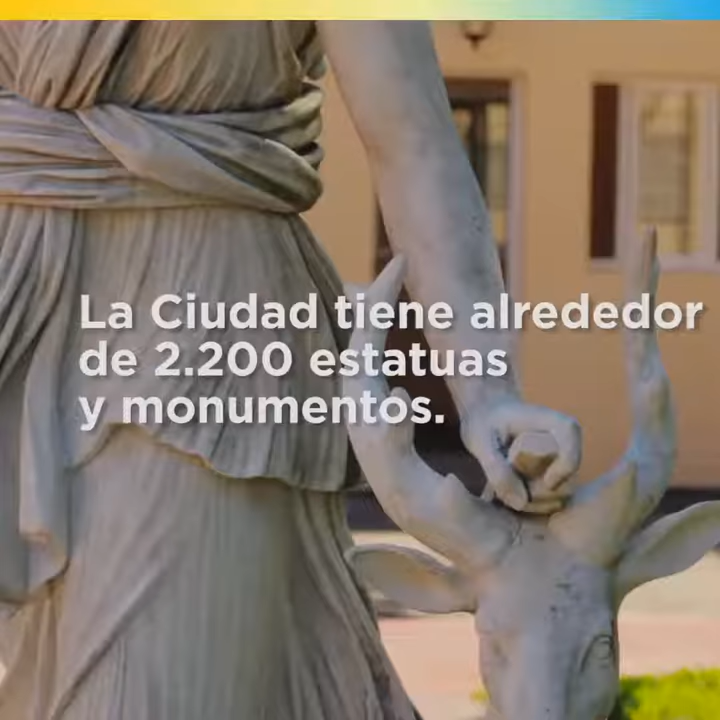 La Ciudad tiene alrededor
de 2.200 estatuas
y monumentos.